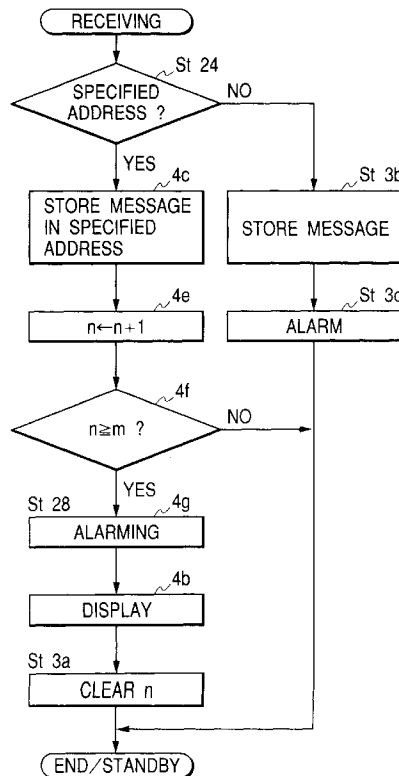 RECEIVING
St 24
SPECIFIED
ADDRESS ?
NO
YES
4c
STORE MESSAGE
IN SPECIFIED
ADDRESS
St 3b
STORE MESSAGE
4e
n←n+1
St 3c
ALARM
4f
n≧m ?
NO
YES
St 28
4g
ALARMING
4b
DISPLAY
St 3a
CLEAR n
END/STANDBY